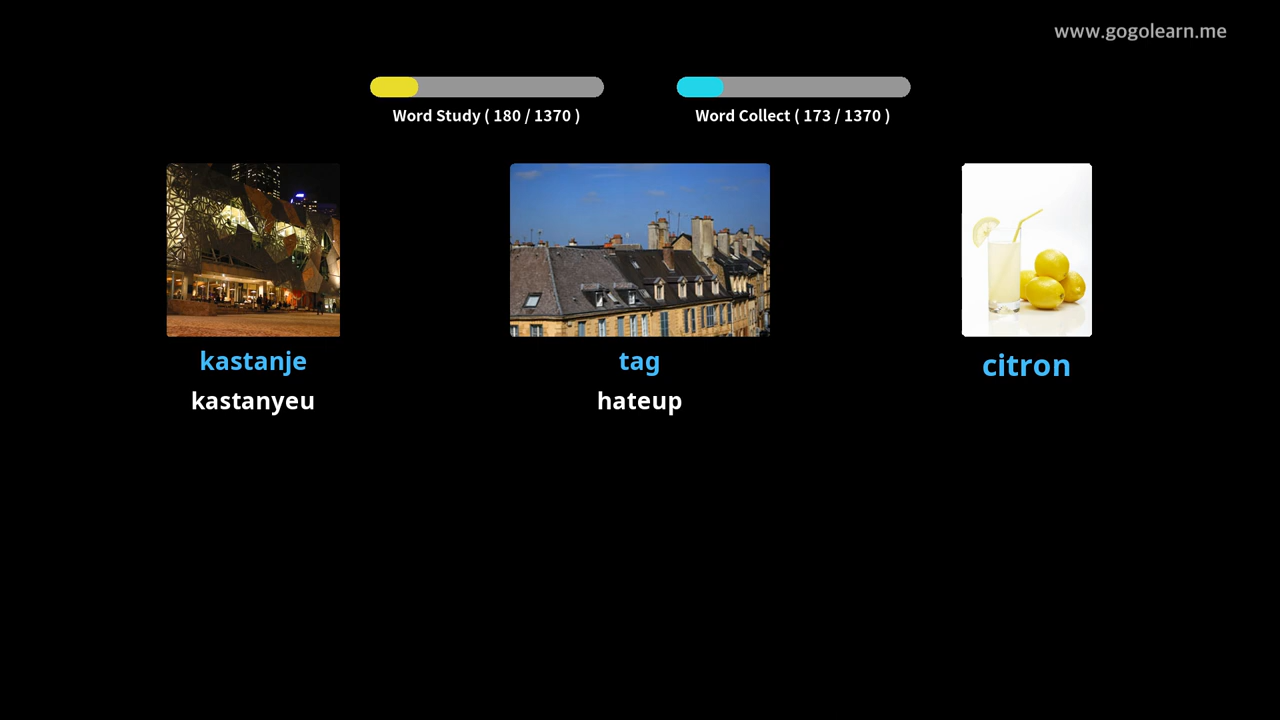 www.gogolearn.me
Word Study ( 180 / 1370 )
Word Collect ( 173 / 1370 )
kastanje
kastanyeu
tag
hateup
citron